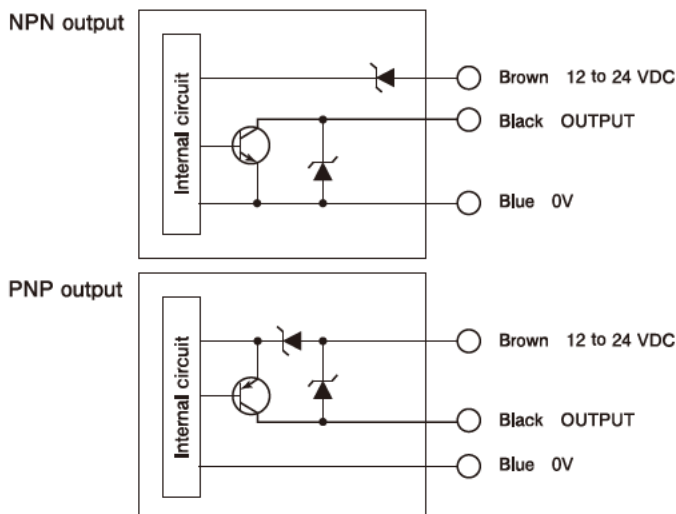 NPN output
Internal circuit
Brown 12 to 24 VDC
Black OUTPUT
Blue 0V
PNP output
Internal circuit
Brown 12 to 24 VDC
Black OUTPUT
Blue 0V